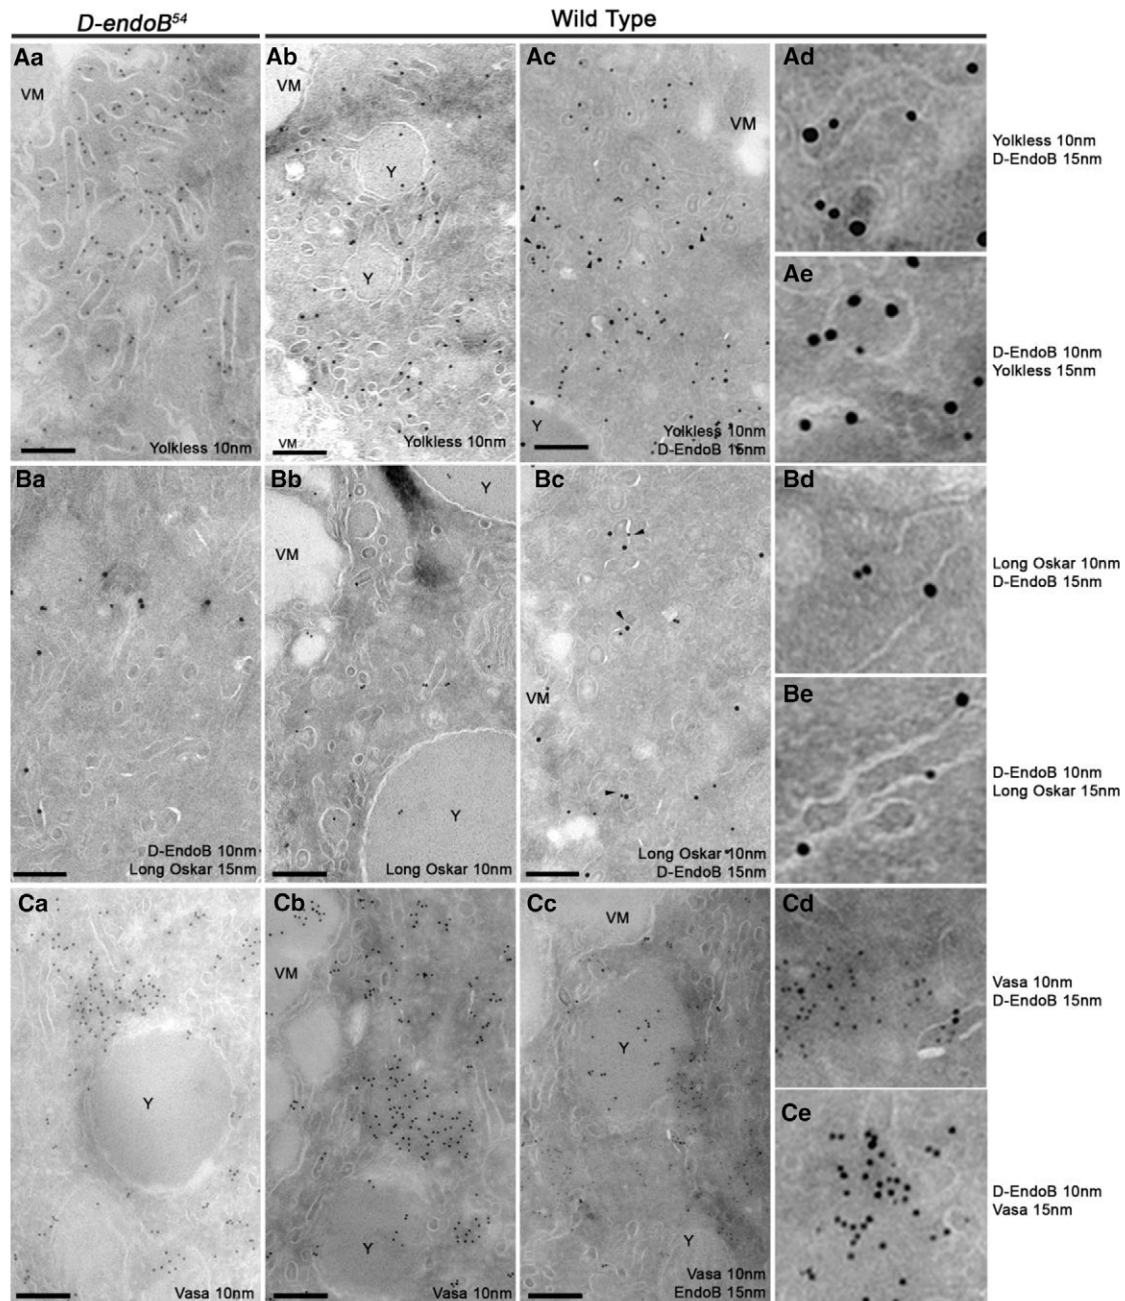 D-endoB54
Wild Type
Aa
VM
Yolkless 10nm
Ab
VM
Y
Y
VM
Yolkless 10nm
Ac
VM
Y
Yolkless 10nm
D-EndoB 15nm
Ad
Yolkless 10nm
D-EndoB 15nm
Ae
D-EndoB 10nm
Yolkless 15nm
Ba
D-EndoB 10nm
Long Oskar 15nm
Bb
Y
VM
Y
Long Oskar 10nm
Bc
VM
Long Oskar 10nm
D-EndoB 15nm
Bd
Long Oskar 10nm
D-EndoB 15nm
Be
D-EndoB 10nm
Long Oskar 15nm
Ca
Y
Vasa 10nm
Cb
VM
Y
Vasa 10nm
Cc
VM
Y
Y
Vasa 10nm
EndoB 15nm
Cd
Vasa 10nm
D-EndoB 15nm
Ce
D-EndoB 10nm
Vasa 15nm